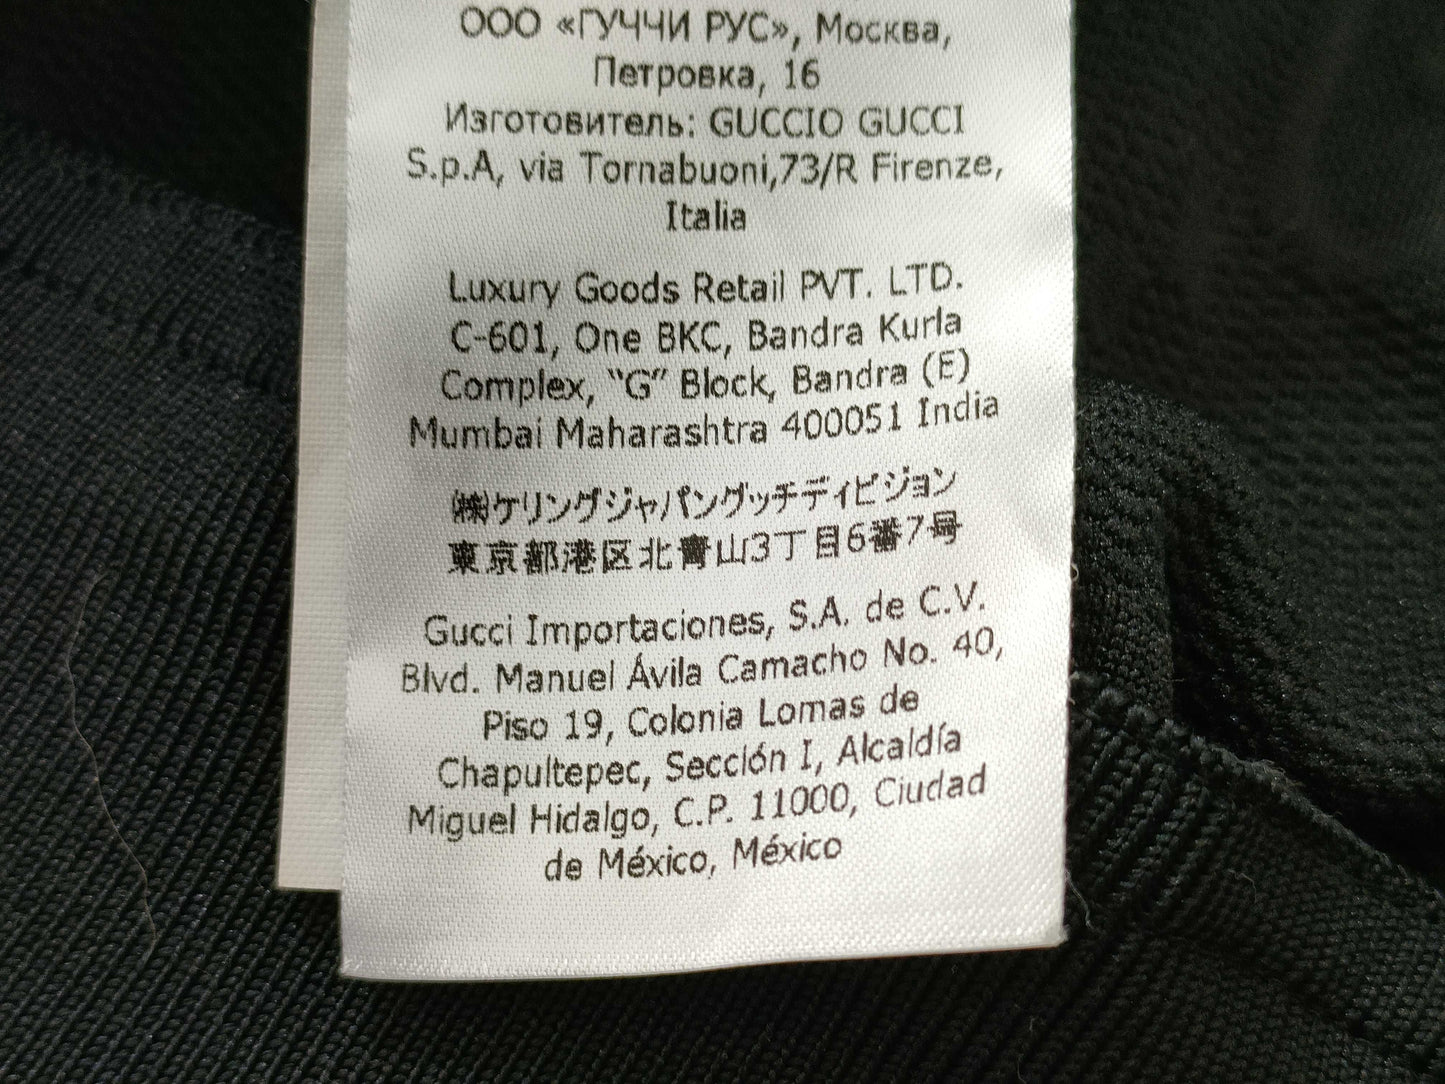 ООО «ГУЧЧИ РУС», Москва,
Петровка, 16
Изготовитель: GUCCIO GUCCI
S.p.A, via Tornabuoni,73/R Firenze,
Italia
Luxury Goods Retail PVT. LTD.
C-601, One BKC, Bandra Kurla
Complex, “G” Block, Bandra (E)
Mumbai Maharashtra 400051 India
㈱ケリングジャパングッチディビジョン
東京都港区北青山3丁目6番7号
Gucci Importaciones, S.A. de C.V.
Blvd. Manuel Ávila Camacho No. 40,
Piso 19, Colonia Lomas de
Chapultepec, Sección I, Alcaldía
Miguel Hidalgo, C.P. 11000, Ciudad
de México, México